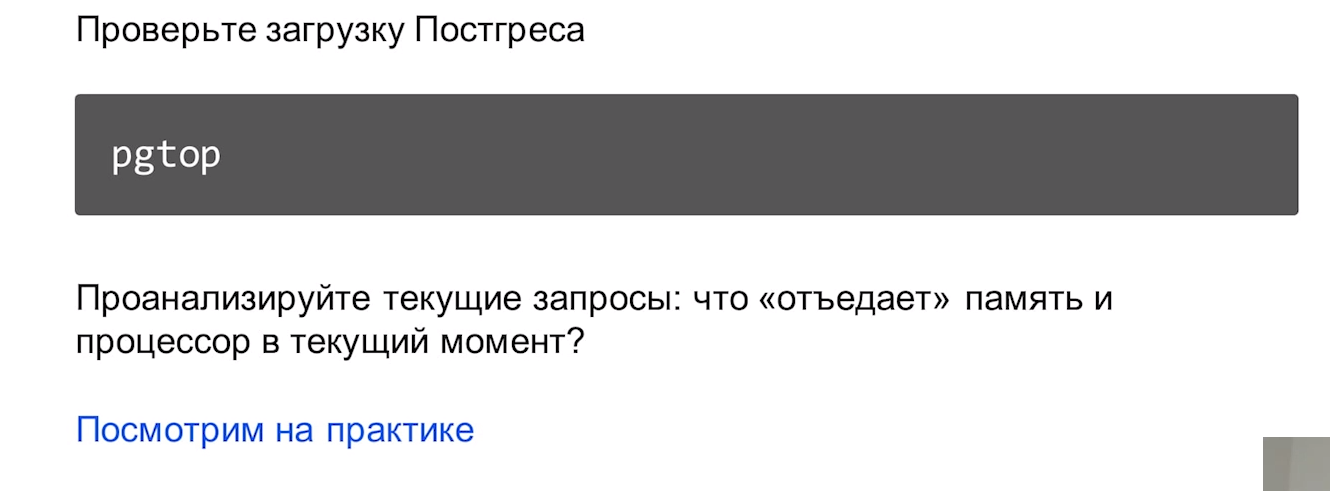 Проверьте загрузку Постгреса
pgtop
Проанализируйте текущие запросы: что «отъедает» память и
процессор в текущий момент?
Посмотрим на практике